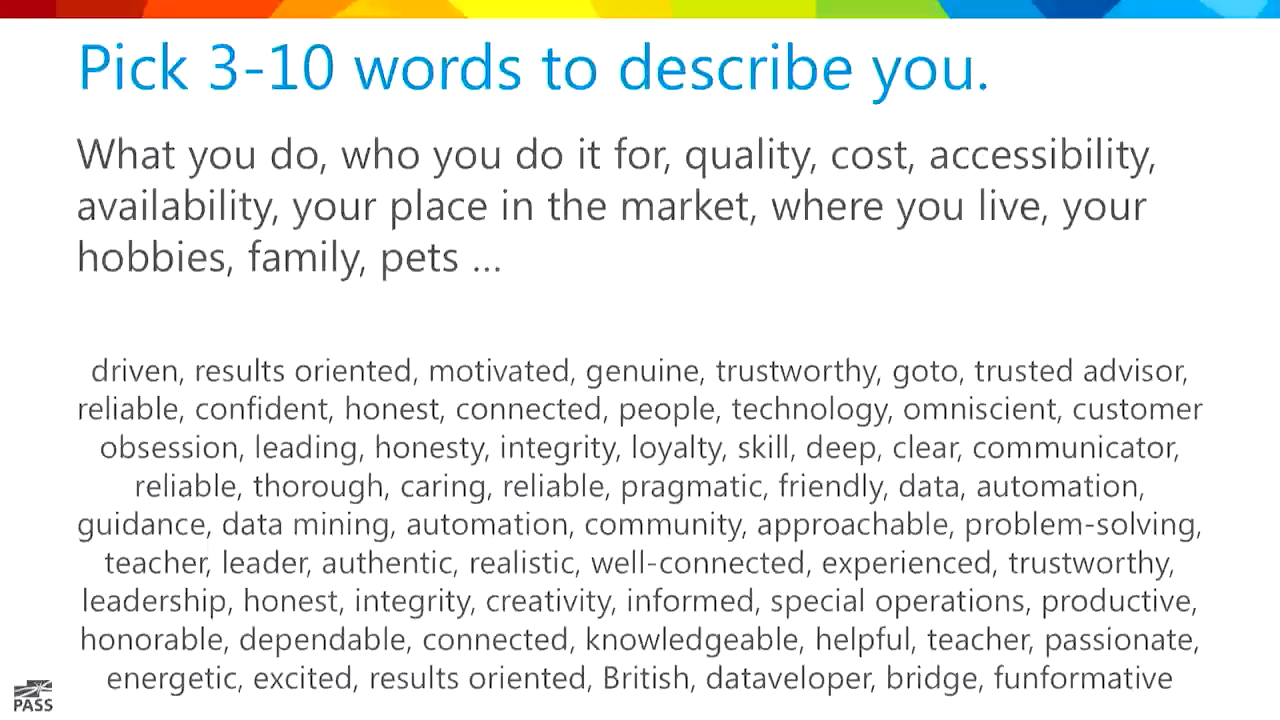 Pick 3-10 words to describe you.
What you do, who you do it for, quality, cost, accessibility,
availability, your place in the market, where you live, your
hobbies, family, pets ...
driven, results oriented, motivated, genuine, trustworthy, goto, trusted advisor,
reliable, confident, honest, connected, people, technology, omniscient, customer
obsession, leading, honesty, integrity, loyalty, skill, deep, clear, communicator,
reliable, thorough, caring, reliable, pragmatic, friendly, data, automation,
guidance, data mining, automation, community, approachable, problem-solving,
teacher, leader, authentic, realistic, well-connected, experienced, trustworthy,
leadership, honest, integrity, creativity, informed, special operations, productive,
honorable, dependable, connected, knowledgeable, helpful, teacher, passionate,
energetic, excited, results oriented, British, dataveloper, bridge, funformative
PASS